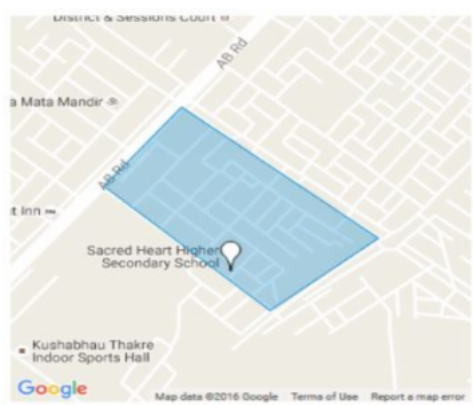 District & Sessions Court
AB Rd
a Mata Mandir
AB Rd
t Inn
Sacred Heart Higher
Secondary School
Kushabhau Thakre
Indoor Sports Hall
Google
Map data ©2016 Google Terms of Use Report a map error